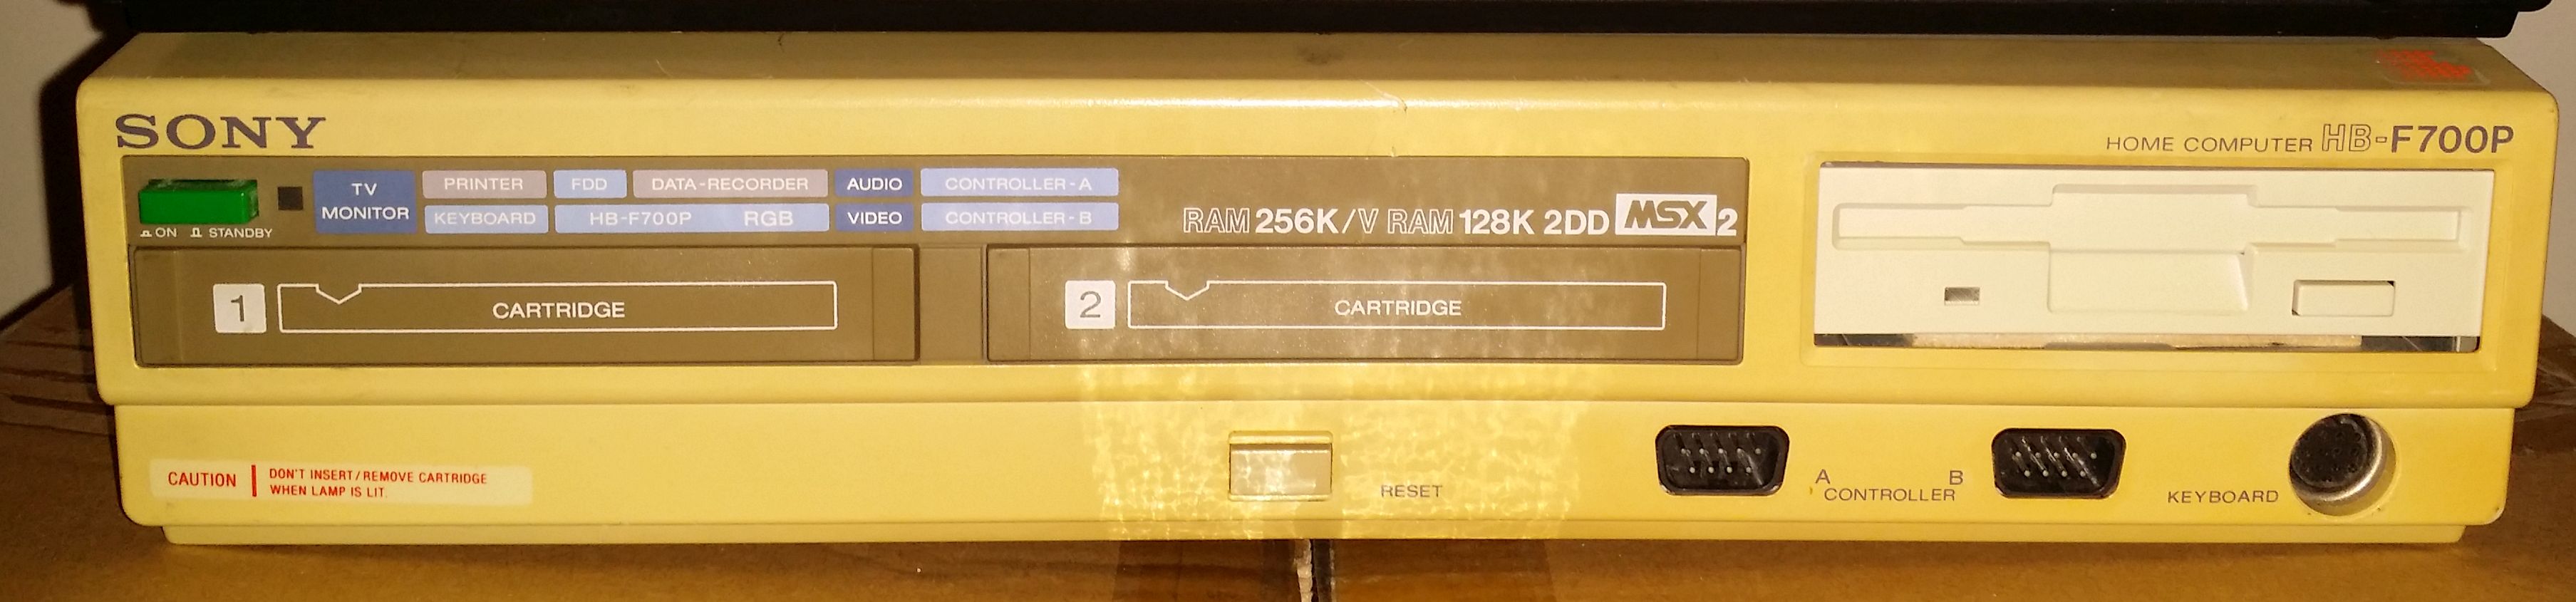 SONY
HOME COMPUTER HB-F700P
ON STANDBY
TV
MONITOR
PRINTER FDD DATA-RECORDER AUDIO CONTROLLER-A
KEYBOARD HB-F700P RGB VIDEO CONTROLLER-B
RAM 256K/V RAM 128K 2DD MSX2
1 CARTRIDGE
2 CARTRIDGE
CAUTION
DON'T INSERT/REMOVE CARTRIDGE
WHEN LAMP IS LIT.
RESET
A B
CONTROLLER
KEYBOARD